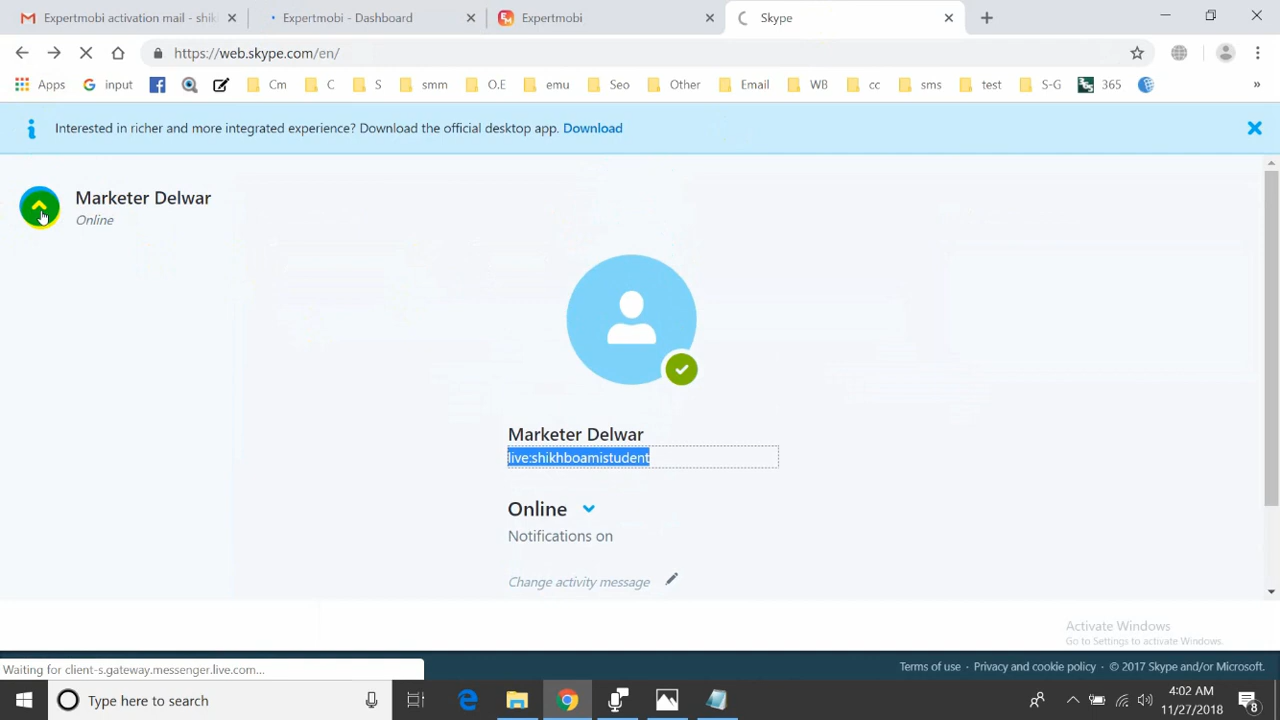 Expertmobi activation mail - shik
Expertmobi - Dashboard
Expertmobi
Skype
https://web.skype.com/en/
Apps
input
Cm
C
S
smm
O.E
emu
Seo
Other
Email
WB
cc
sms
test
S-G
365
»
Interested in richer and more integrated experience? Download the official desktop app. Download
Marketer Delwar
Online
Marketer Delwar
live:shikhboamistudent
Online
Notifications on
Change activity message
Activate Windows
Go to Settings to activate Windows.
Waiting for client-s.gateway.messenger.live.com...
Terms of use · Privacy and cookie policy · © 2017 Skype and/or Microsoft.
Type here to search
4:02 AM
11/27/2018
8